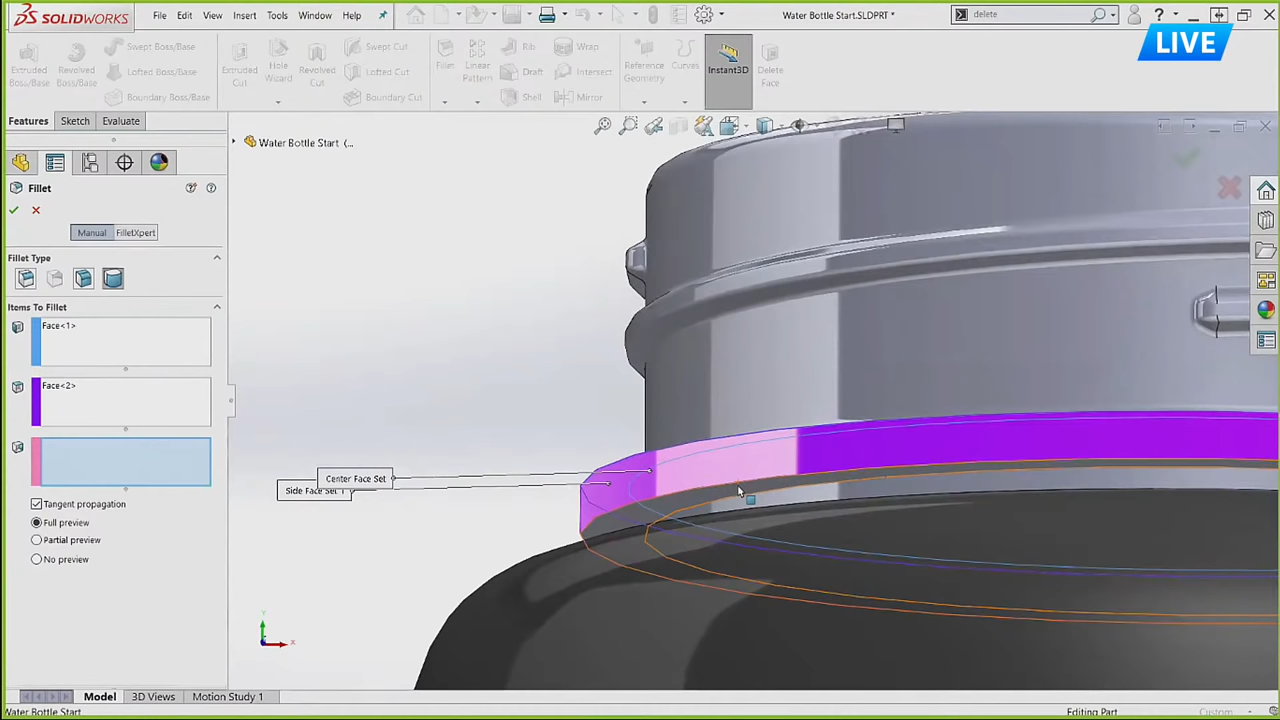 SOLIDWORKS
File Edit View Insert Tools Window Help
Water Bottle Start.SLDPRT *
delete
LIVE
Extruded Boss/Base
Revolved Boss/Base
Swept Boss/Base
Lofted Boss/Base
Boundary Boss/Base
Extruded Cut
Hole Wizard
Revolved Cut
Swept Cut
Lofted Cut
Boundary Cut
Fillet
Linear Pattern
Rib
Draft
Shell
Wrap
Intersect
Mirror
Reference Geometry
Curves
Instant3D
Delete Face
Features Sketch Evaluate
Water Bottle Start (...
Fillet
Manual FilletXpert
Fillet Type
Items To Fillet
Face<1>
Face<2>
Center Face Set
Side Face Set 1
Tangent propagation
Full preview
Partial preview
No preview
Y
X
Model 3D Views Motion Study 1
Water Bottle Start
Editing Part
Custom